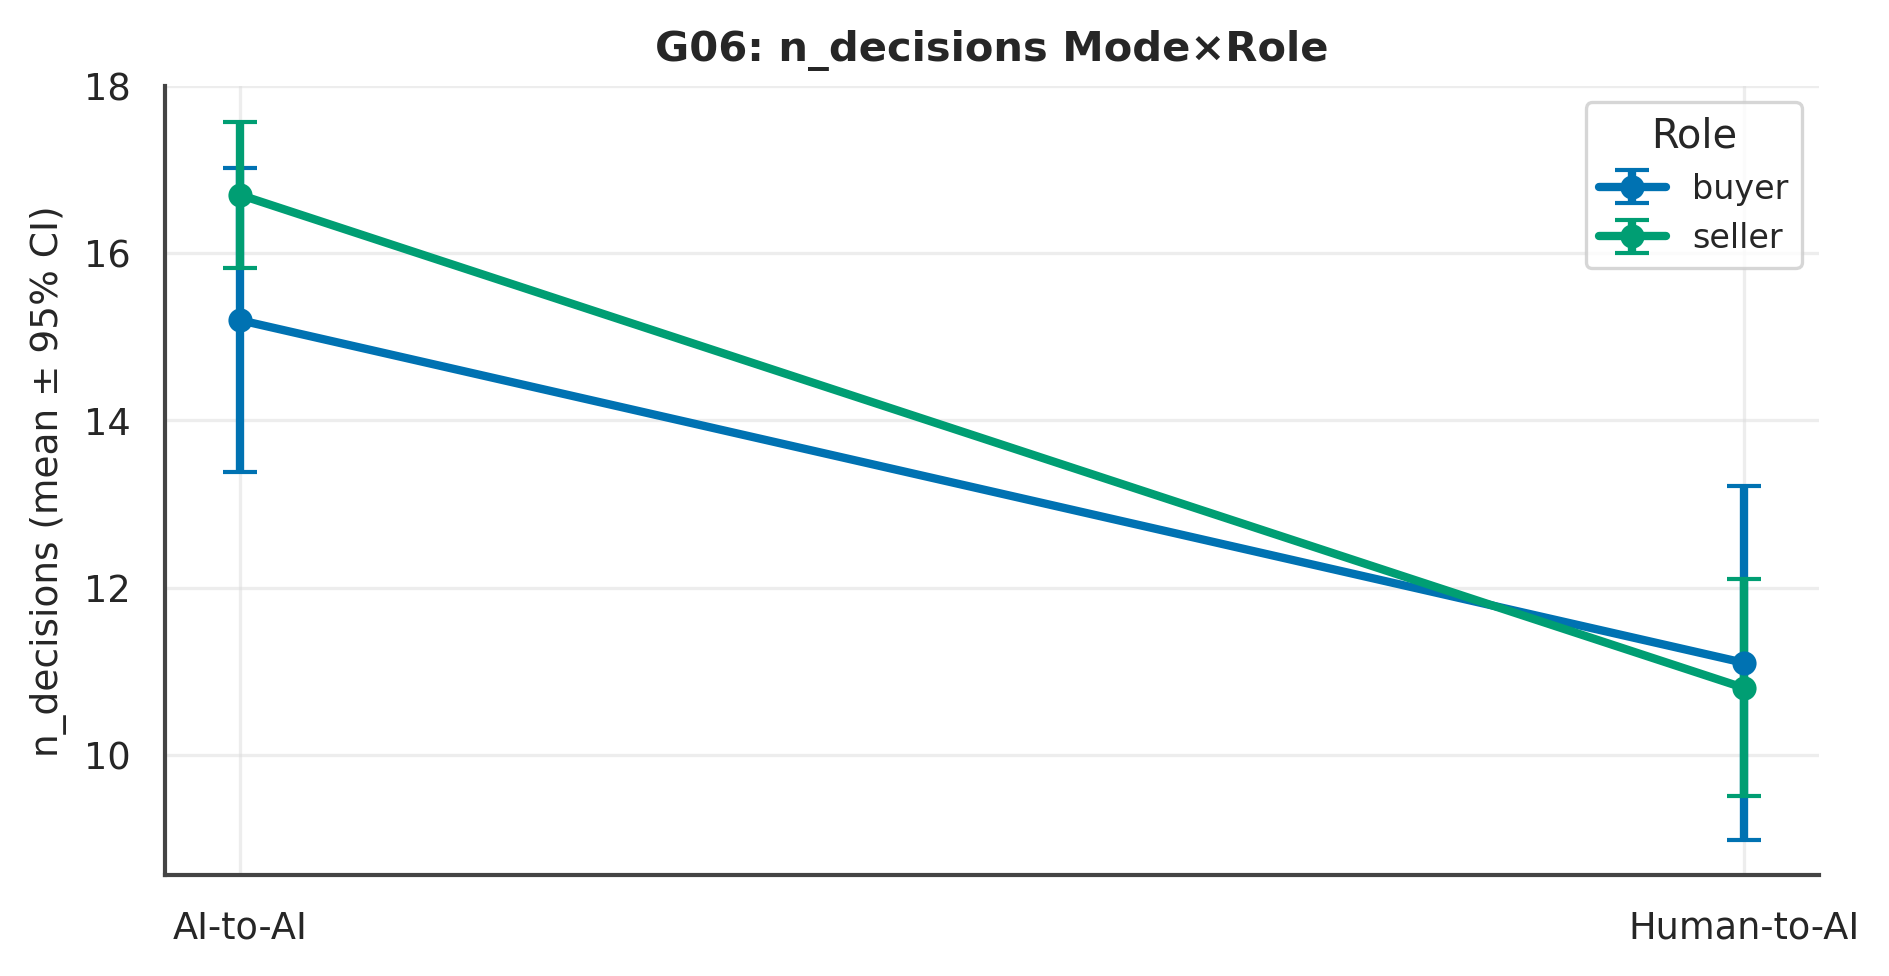 G06: n_decisions Mode×Role
n_decisions (mean ± 95% CI)
18
16
14
12
10
Role
buyer
seller
AI-to-AI
Human-to-AI